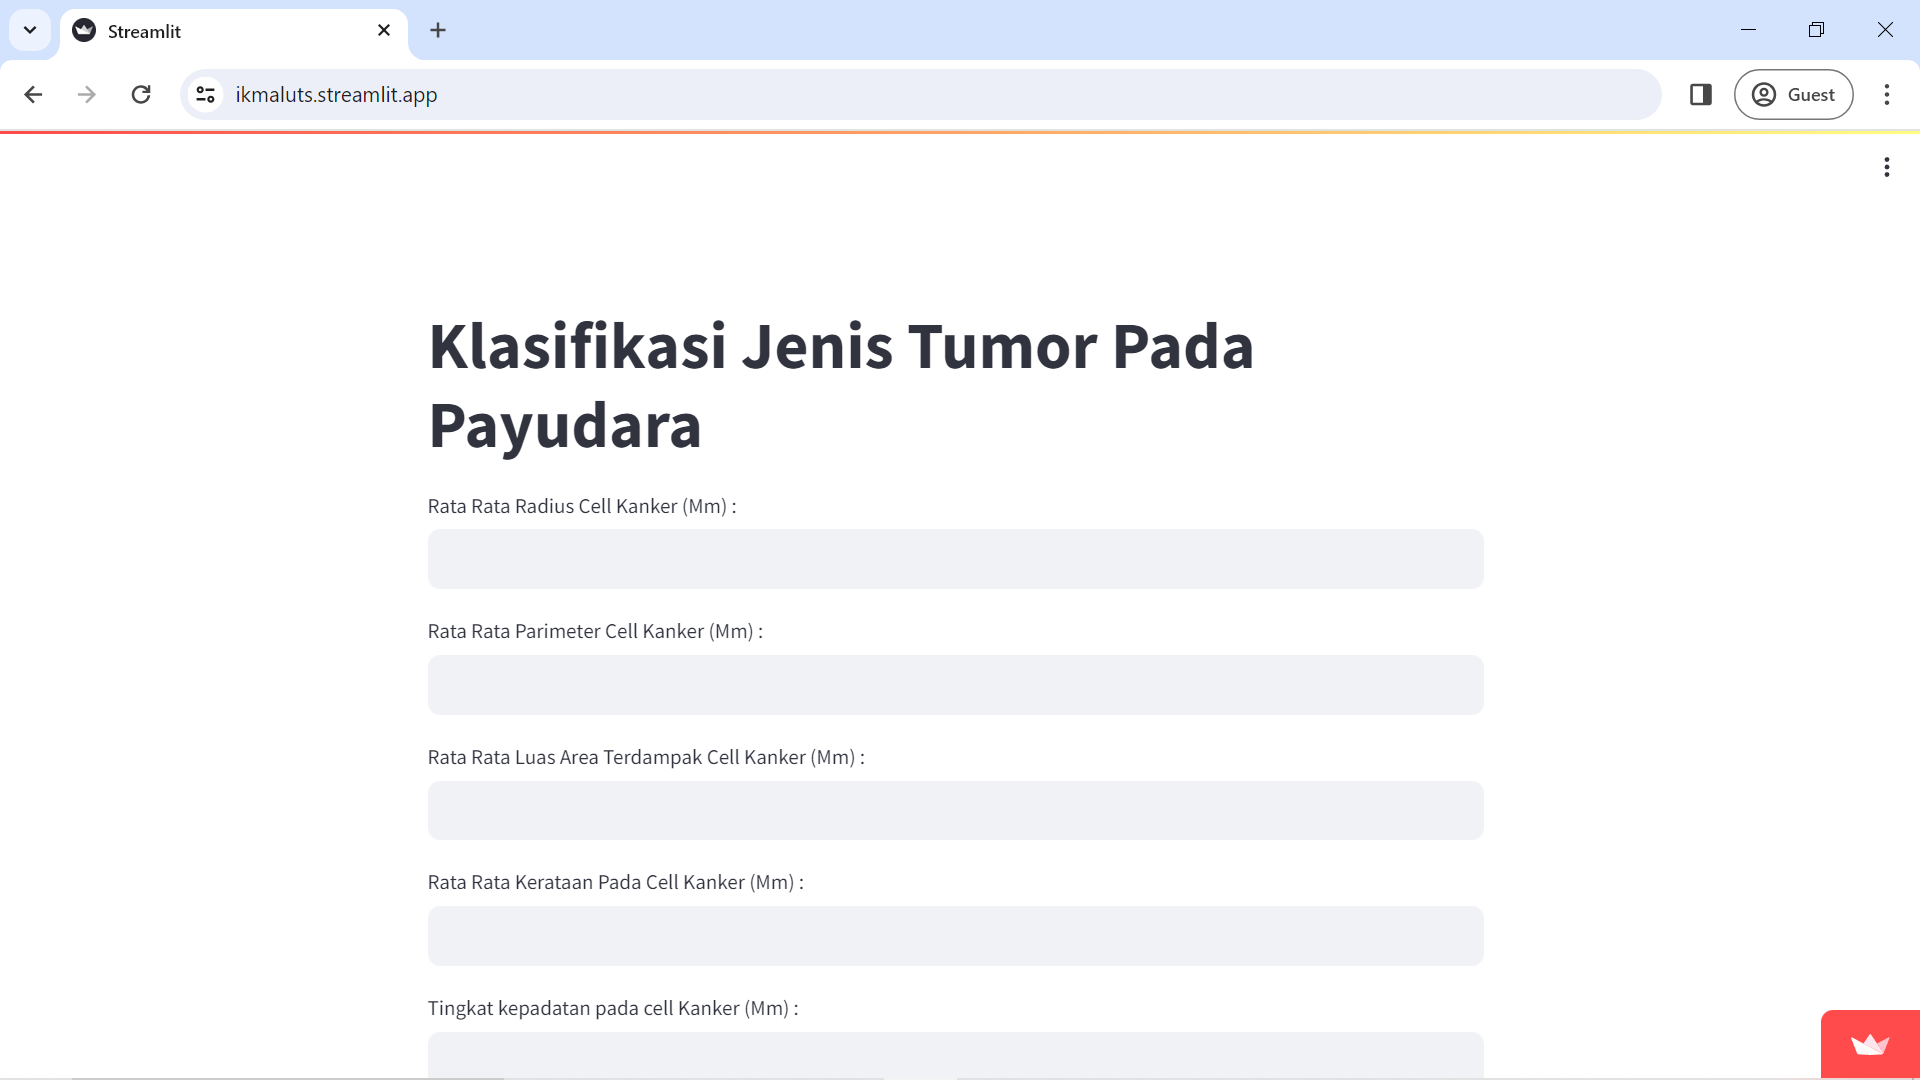 Streamlit
ikmaluts.streamlit.app
Guest
Klasifikasi Jenis Tumor Pada
Payudara
Rata Rata Radius Cell Kanker (Mm) :
Rata Rata Parimeter Cell Kanker (Mm) :
Rata Rata Luas Area Terdampak Cell Kanker (Mm) :
Rata Rata Kerataan Pada Cell Kanker (Mm) :
Tingkat kepadatan pada cell Kanker (Mm) :